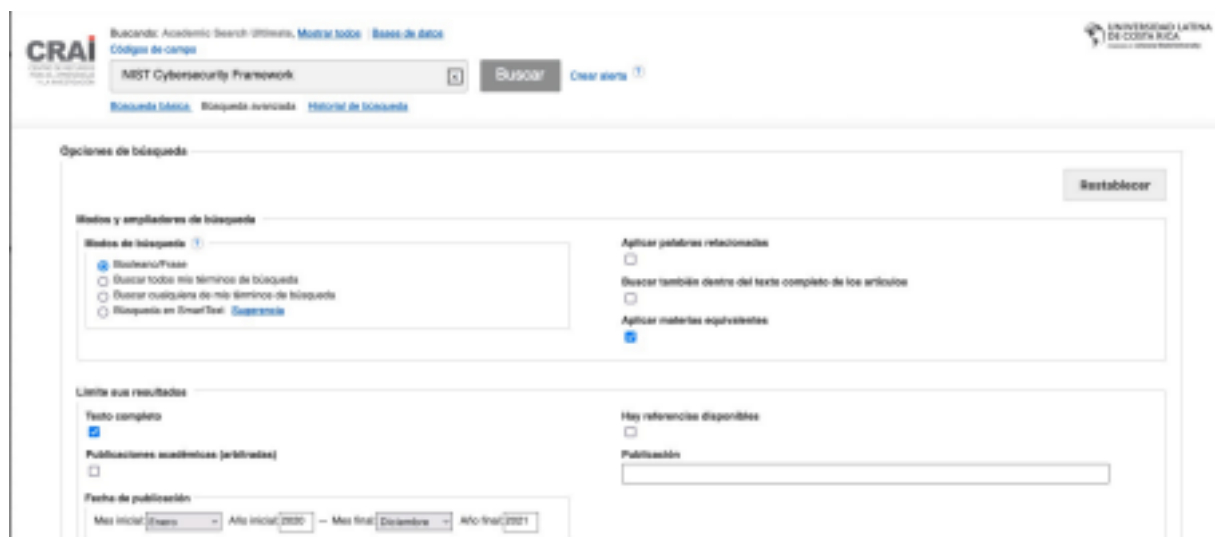 Buscando: Academic Search Ultimate, Mostrar todos Bases de datos
Códigos de campo
CRAI
UNIVERSIDAD LATINA
DE COSTA RICA
NIST Cybersecurity Framework
x
Buscar
Crear alerta ?
Búsqueda básica Búsqueda avanzada Historial de búsqueda
Opciones de búsqueda
Restablecer
Modos y ampliadores de búsqueda
Modos de búsqueda ?
Booleano/Frase
Buscar todos mis términos de búsqueda
Buscar cualquiera de mis términos de búsqueda
Búsqueda en SmartText Sugerencia
Aplicar palabras relacionadas
Buscar también dentro del texto completo de los artículos
Aplicar materias equivalentes
Limite sus resultados
Texto completo
Hay referencias disponibles
Publicaciones académicas (arbitradas)
Publicación
Fecha de publicación
Mes inicial: Enero Año inicial: 2020 — Mes final: Diciembre Año final: 2021